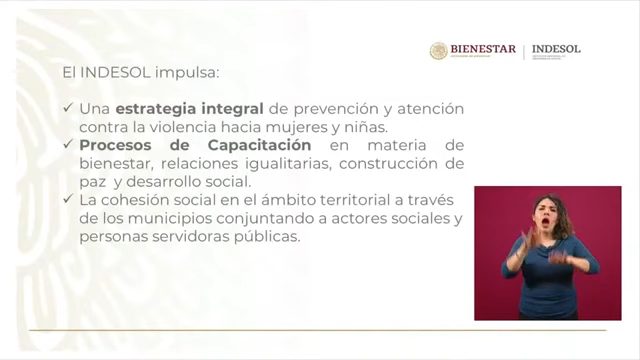 BIENESTAR
INDESOL
El INDESOL impulsa:
✓ Una estrategia integral de prevención y atención
contra la violencia hacia mujeres y niñas.
✓ Procesos de Capacitación en materia de
bienestar, relaciones igualitarias, construcción de
paz y desarrollo social.
✓ La cohesión social en el ámbito territorial a través
de los municipios conjuntando a actores sociales y
personas servidoras públicas.